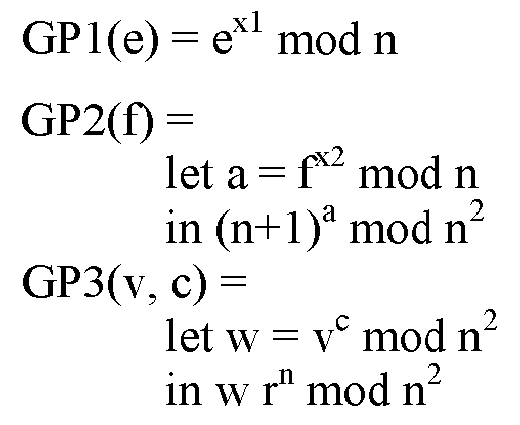 GP1(e) = e^x1 mod n
GP2(f) =
let a = f^x2 mod n
in (n+1)^a mod n^2
GP3(v, c) =
let w = v^c mod n^2
in w r^n mod n^2